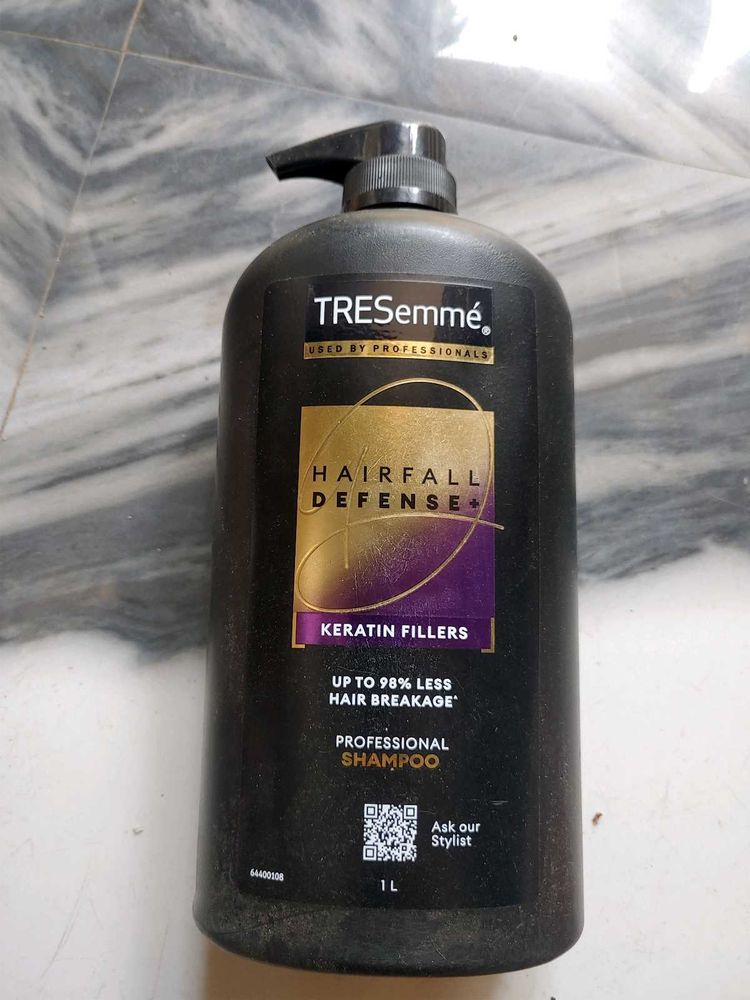 TRESemmé®
USED BY PROFESSIONALS
HAIRFALL
DEFENSE+
KERATIN FILLERS
UP TO 98% LESS
HAIR BREAKAGE^
PROFESSIONAL
SHAMPOO
Ask our
Stylist
64400108
1 L